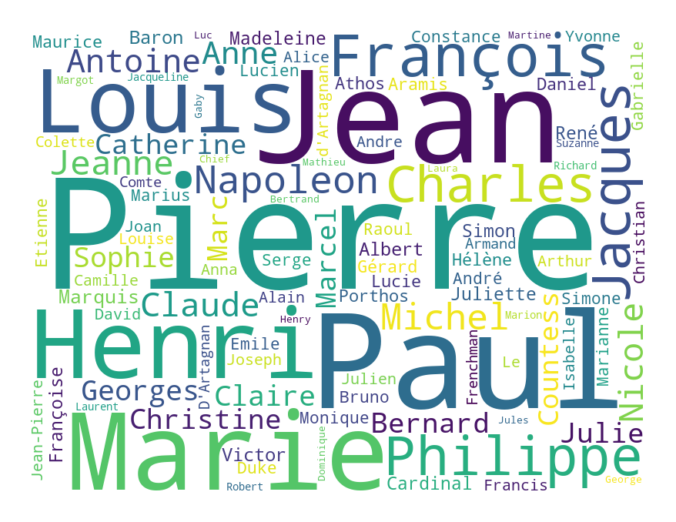 Maurice Baron Luc Madeleine Constance Martine Yvonne
Antoine Anne Alice François
Margot Jacqueline Lucien Athos Aramis Daniel Gabrielle
Louis Gaby d'Artagnan Jean Jacques
Colette Catherine Andre René Suzanne
Jeanne Chief Mathieu Laura Richard
Comte Napoleon Charles
Marius Bertrand
Etienne Joan Marc Pierre Marcel Raoul Simon Christian
Louise Albert Armand
Sophie Anna Serge Gérard Hélène Arthur
Camille Lucie André
Marquis Claude Alain Porthos Juliette Simone
David Henry Michel Marion Countess Isabelle Marianne Nicole
Henri D'Artagnan Emile Paul Frenchman
Joseph Julien Le
Jean-Pierre Georges Claire Bruno
Françoise Laurent Christine Monique Bernard Jules Julie
Marie Victor Dominique Philippe
Duke Cardinal Francis George
Robert